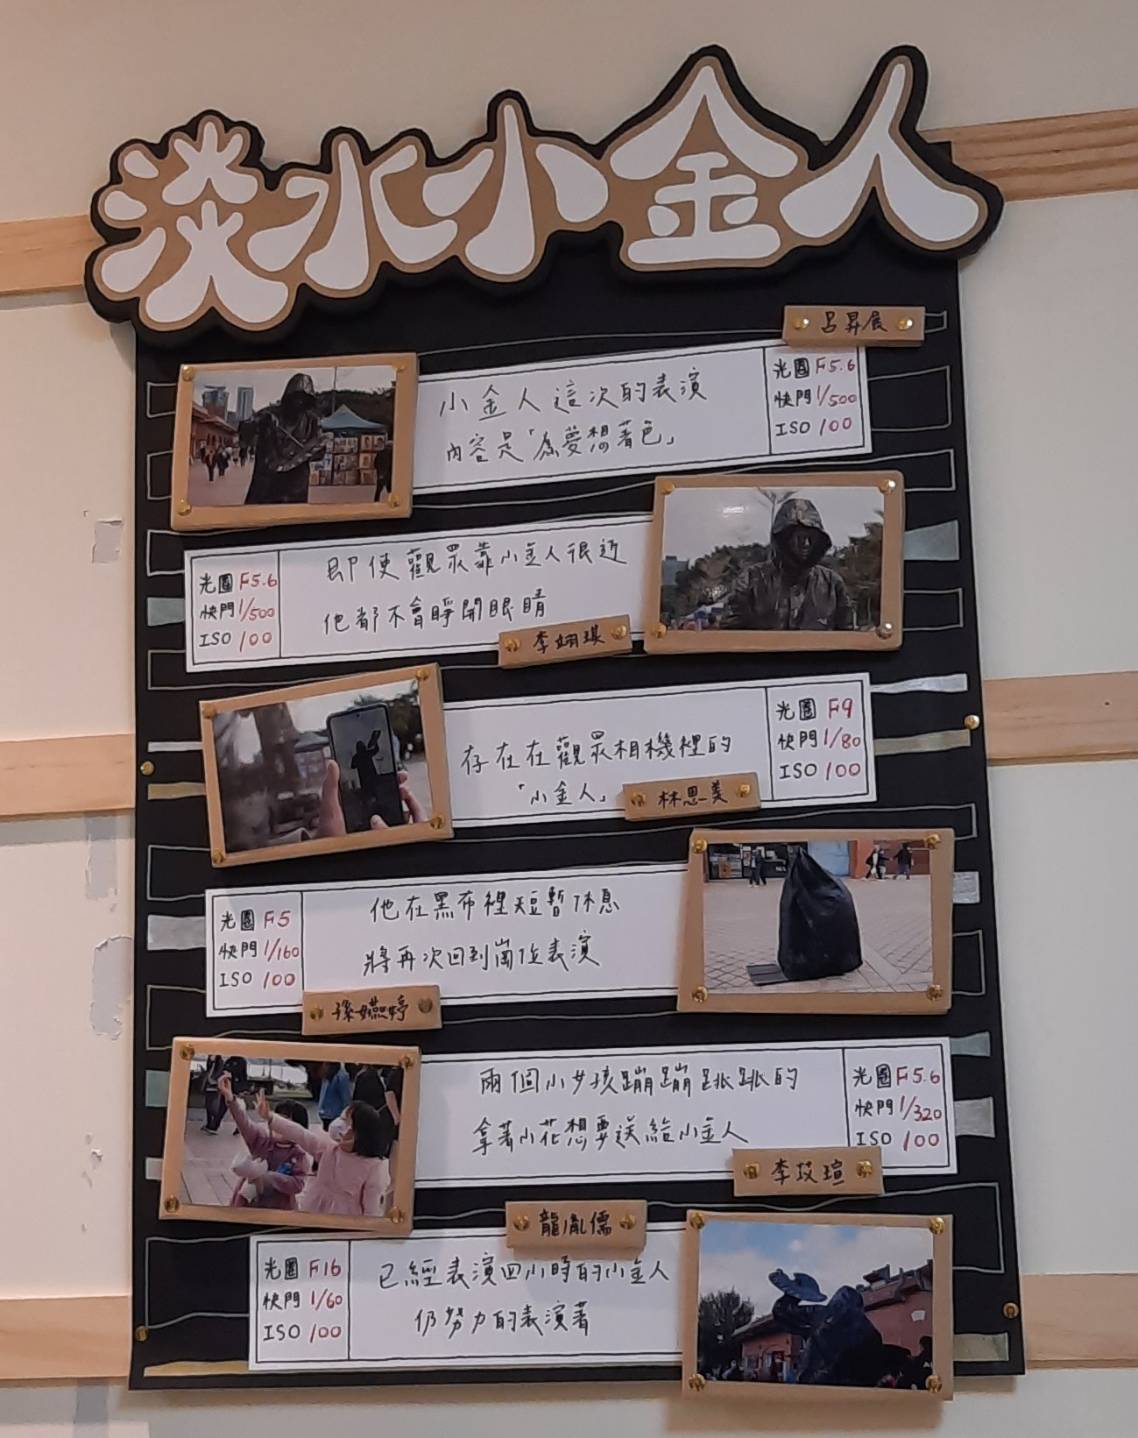 淡水小金人
呂昇展
小金人這次的表演
內容是「為夢想著色」
光圈 F5.6
快門 1/500
ISO 100
光圈 F5.6
快門 1/500
ISO 100
即使觀眾靠小金人很近
他都不會睜開眼睛
李翊琪
存在在觀眾相機裡的
「小金人」
林思美
光圈 F9
快門 1/80
ISO 100
光圈 F5
快門 1/160
ISO 100
他在黑布裡短暫休息
將再次回到崗位表演
孫嬿婷
兩個小女孩蹦蹦跳跳的
拿著小花想要送給小金人
光圈 F5.6
快門 1/320
ISO 100
李苡瑄
龍胤儒
光圈 F16
快門 1/60
ISO 100
已經表演四小時的小金人
仍努力的表演著